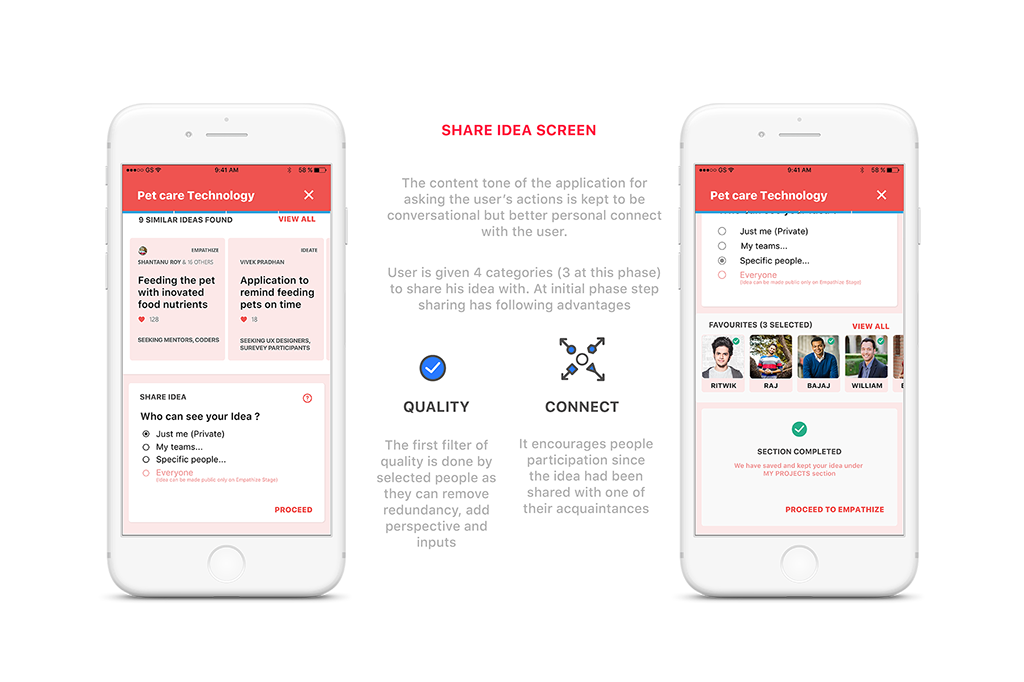 ●●●○○ GS
9:41 AM
58 %
Pet care Technology
9 SIMILAR IDEAS FOUND
VIEW ALL
EMPATHIZE
SHANTANU ROY & 16 OTHERS
Feeding the pet
with inovated
food nutrients
128
SEEKING MENTORS, CODERS
IDEATE
VIVEK PRADHAN
Application to
remind feeding
pets on time
18
SEEKING UX DESIGNERS,
SUREVEY PARTICIPANTS
SHARE IDEA
?
Who can see your Idea ?
Just me (Private)
My teams...
Specific people...
Everyone
(Idea can be made public only on Empathize Stage)
PROCEED
SHARE IDEA SCREEN
The content tone of the application for
asking the user's actions is kept to be
conversational but better personal connect
with the user.
User is given 4 categories (3 at this phase)
to share his idea with. At initial phase step
sharing has following advantages
QUALITY
The first filter of
quality is done by
selected people as
they can remove
redundancy, add
perspective and
inputs
CONNECT
It encourages people
participation since
the idea had been
shared with one of
their acquaintances
●●●○○ GS
9:41 AM
58 %
Pet care Technology
Just me (Private)
My teams...
Specific people...
Everyone
(Idea can be made public only on Empathize Stage)
FAVOURITES (3 SELECTED)
VIEW ALL
RITWIK
RAJ
BAJAJ
WILLIAM
SECTION COMPLETED
We have saved and kept your idea under
MY PROJECTS section
PROCEED TO EMPATHIZE